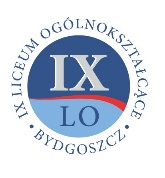 IX LICEUM OGÓLNOKSZTAŁCĄCE
IX
LO
• BYDGOSZCZ •